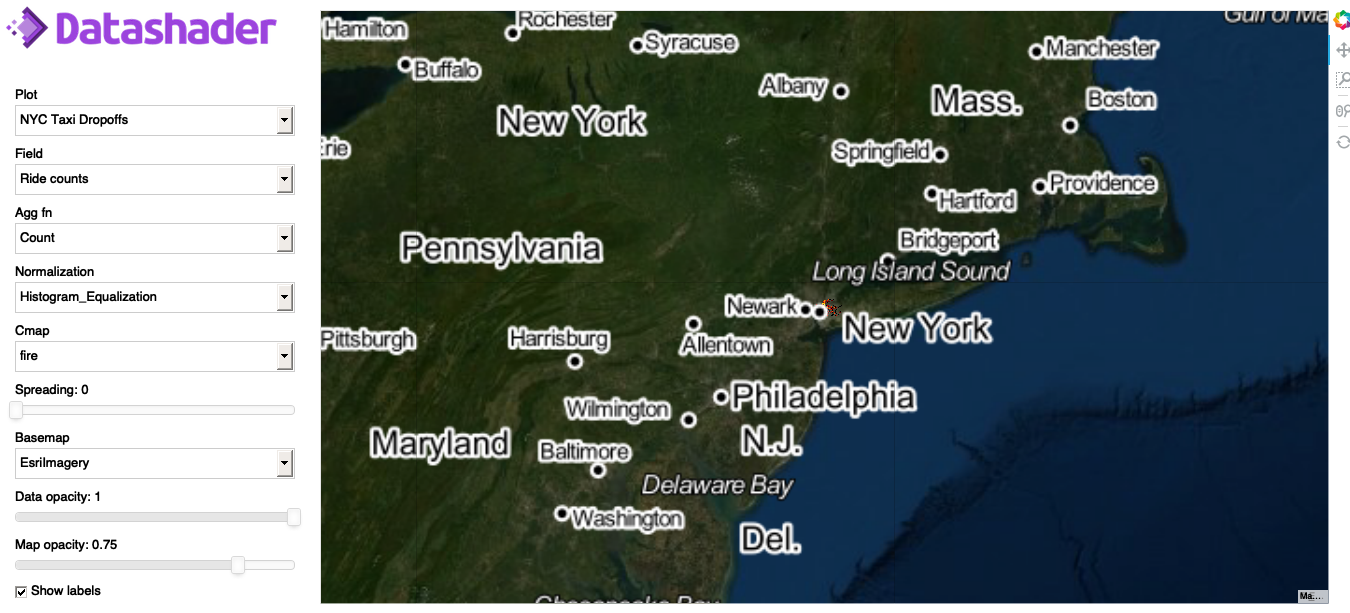 Datashader
Plot
NYC Taxi Dropoffs
Field
Ride counts
Agg fn
Count
Normalization
Histogram_Equalization
Cmap
fire
Spreading: 0
Basemap
EsriImagery
Data opacity: 1
Map opacity: 0.75
Show labels
Gulf of Ma
Hamilton
Rochester
Syracuse
Manchester
Buffalo
Albany
Mass.
Boston
New York
Erie
Springfield
Providence
Hartford
Pennsylvania
Bridgeport
Long Island Sound
Newark
New York
Pittsburgh
Harrisburg
Allentown
Philadelphia
Wilmington
Maryland
Baltimore
N.J.
Delaware Bay
Washington
Del.
Chesapeake Bay
Ma...